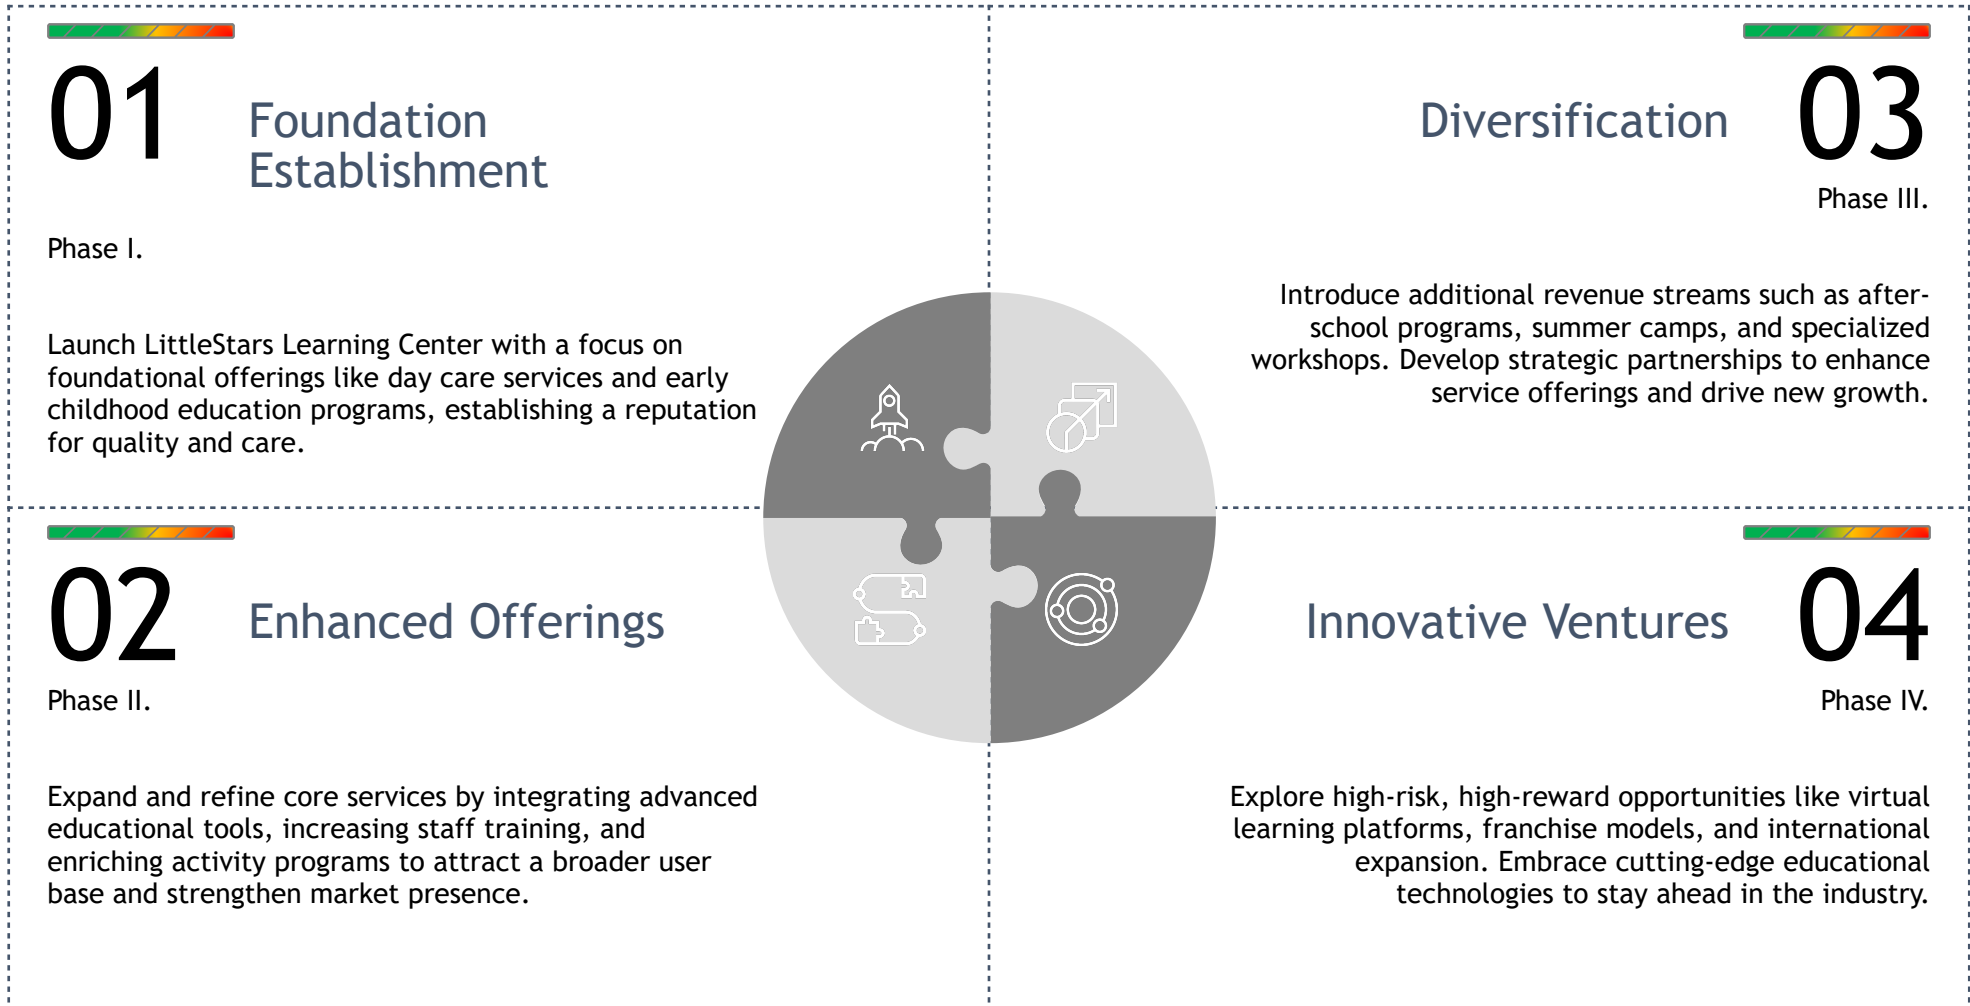 01
Foundation
Establishment
Phase I.
Launch LittleStars Learning Center with a focus on
foundational offerings like day care services and early
childhood education programs, establishing a reputation
for quality and care.
02
Enhanced Offerings
Phase II.
Expand and refine core services by integrating advanced
educational tools, increasing staff training, and
enriching activity programs to attract a broader user
base and strengthen market presence.
Diversification
03
Phase III.
Introduce additional revenue streams such as after-
school programs, summer camps, and specialized
workshops. Develop strategic partnerships to enhance
service offerings and drive new growth.
Innovative Ventures
04
Phase IV.
Explore high-risk, high-reward opportunities like virtual
learning platforms, franchise models, and international
expansion. Embrace cutting-edge educational
technologies to stay ahead in the industry.